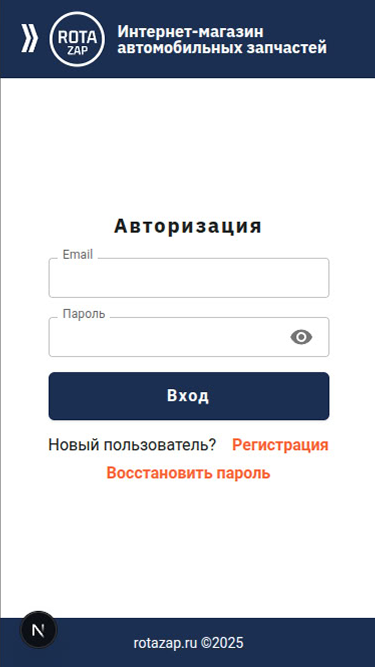 ROTA
ZAP
Интернет-магазин
автомобильных запчастей
Авторизация
Email
Пароль
Вход
Новый пользователь? Регистрация
Восстановить пароль
N
rotazap.ru ©2025